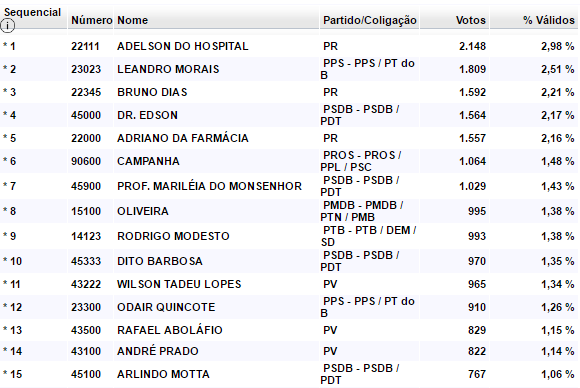 Sequencial Número Nome Partido/Coligação Votos % Válidos
i
* 1 22111 ADELSON DO HOSPITAL PR 2.148 2,98 %
* 2 23023 LEANDRO MORAIS PPS - PPS / PT do B 1.809 2,51 %
* 3 22345 BRUNO DIAS PR 1.592 2,21 %
* 4 45000 DR. EDSON PSDB - PSDB / PDT 1.564 2,17 %
* 5 22000 ADRIANO DA FARMÁCIA PR 1.557 2,16 %
* 6 90600 CAMPANHA PROS - PROS / PPL / PSC 1.064 1,48 %
* 7 45900 PROF. MARILÉIA DO MONSENHOR PSDB - PSDB / PDT 1.029 1,43 %
* 8 15100 OLIVEIRA PMDB - PMDB / PTN / PMB 995 1,38 %
* 9 14123 RODRIGO MODESTO PTB - PTB / DEM / SD 993 1,38 %
* 10 45333 DITO BARBOSA PSDB - PSDB / PDT 970 1,35 %
* 11 43222 WILSON TADEU LOPES PV 965 1,34 %
* 12 23300 ODAIR QUINCOTE PPS - PPS / PT do B 910 1,26 %
* 13 43500 RAFAEL ABOLÁFIO PV 829 1,15 %
* 14 43100 ANDRÉ PRADO PV 822 1,14 %
* 15 45100 ARLINDO MOTTA PSDB - PSDB / PDT 767 1,06 %